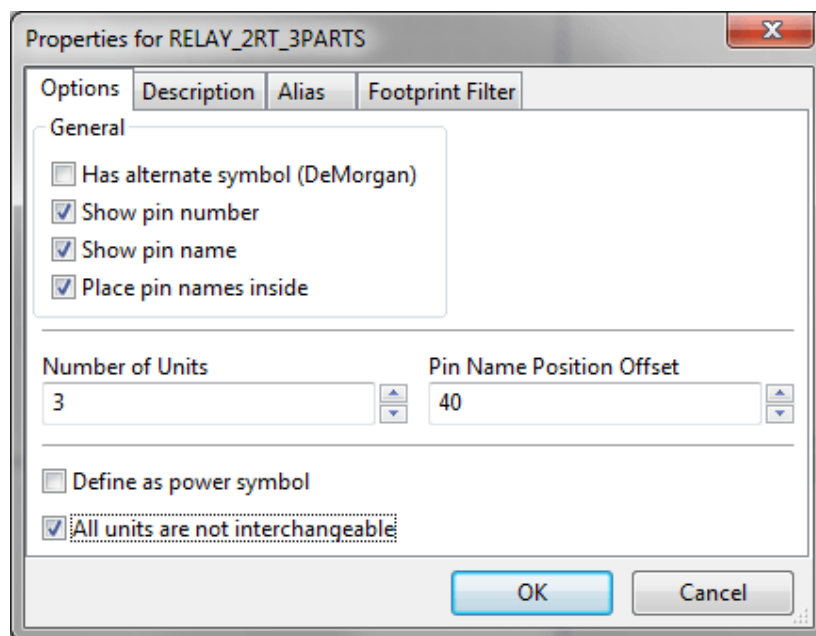 Properties for RELAY_2RT_3PARTS
Options Description Alias Footprint Filter
General
Has alternate symbol (DeMorgan)
Show pin number
Show pin name
Place pin names inside
Number of Units Pin Name Position Offset
3 40
Define as power symbol
All units are not interchangeable
OK Cancel